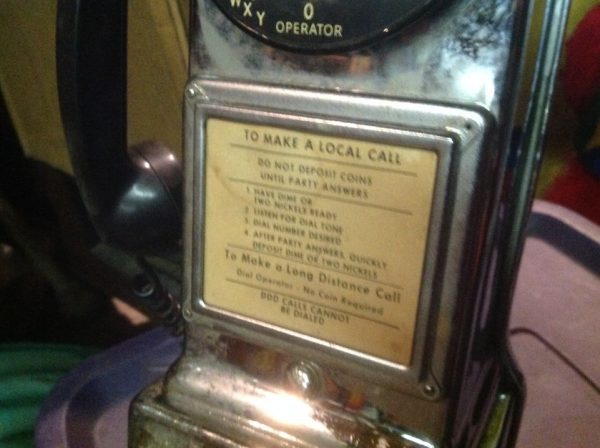 WXY
0
OPERATOR
TO MAKE A LOCAL CALL
DO NOT DEPOSIT COINS
UNTIL PARTY ANSWERS
1. HAVE DIME OR
TWO NICKELS READY
2. LISTEN FOR DIAL TONE
3. DIAL NUMBER DESIRED
4. AFTER PARTY ANSWERS, QUICKLY
DEPOSIT DIME OR TWO NICKELS
To Make a Long Distance Call
Dial Operator - No Coin Required
DDD CALLS CANNOT
BE DIALED